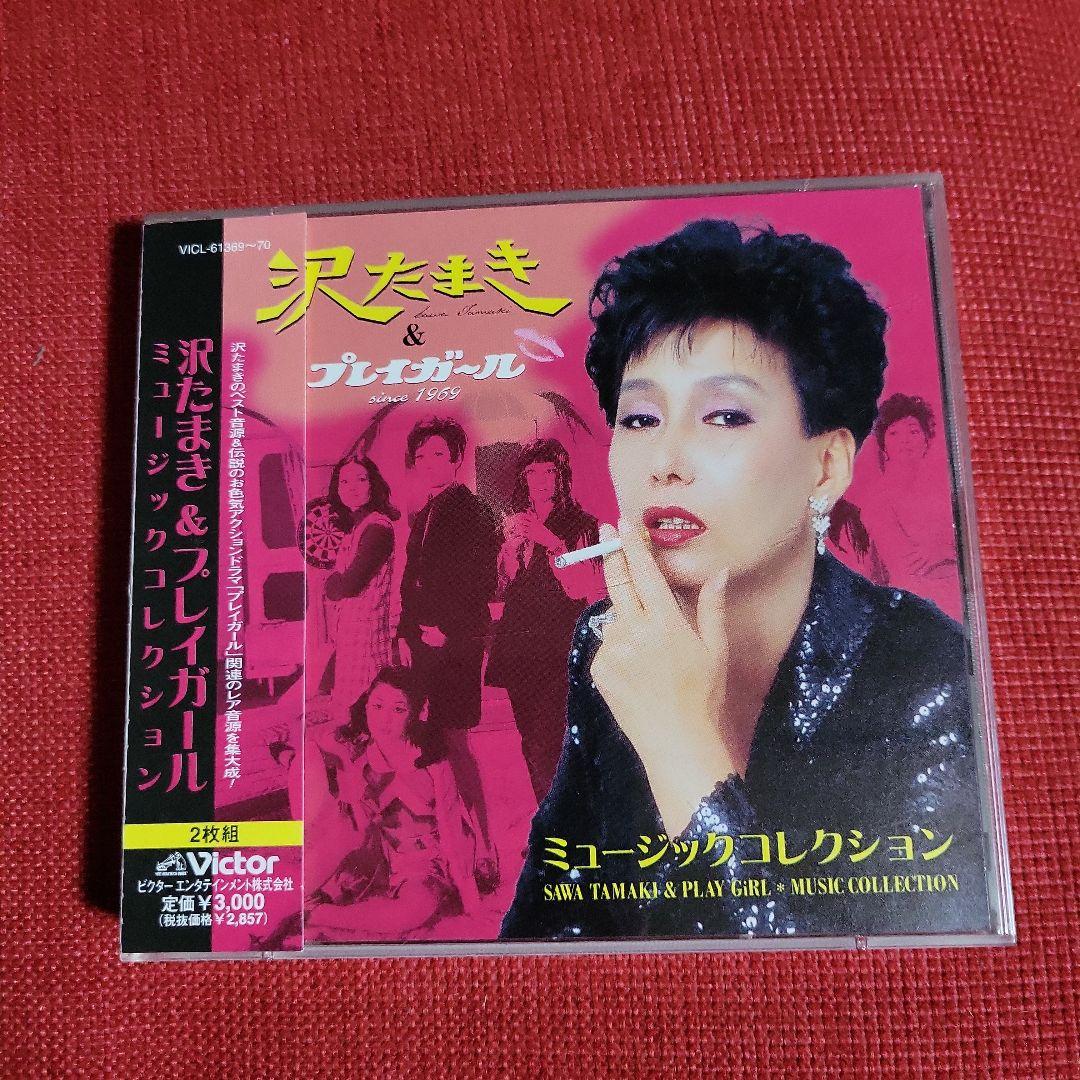 VICL-61369～70
沢たまき&プレイガール
ミュージックコレクション
沢たまきのベスト音源&伝説のお色気アクションドラマ「プレイガール」関連のレア音源を集大成!
2枚組
Victor
ビクター エンタテインメント株式会社
定価￥3,000
(税抜価格￥2,857)
沢たまき
Sawa Tamaki
&
プレイガール
since 1969
ミュージックコレクション
SAWA TAMAKI & PLAY GiRL * MUSIC COLLECTION